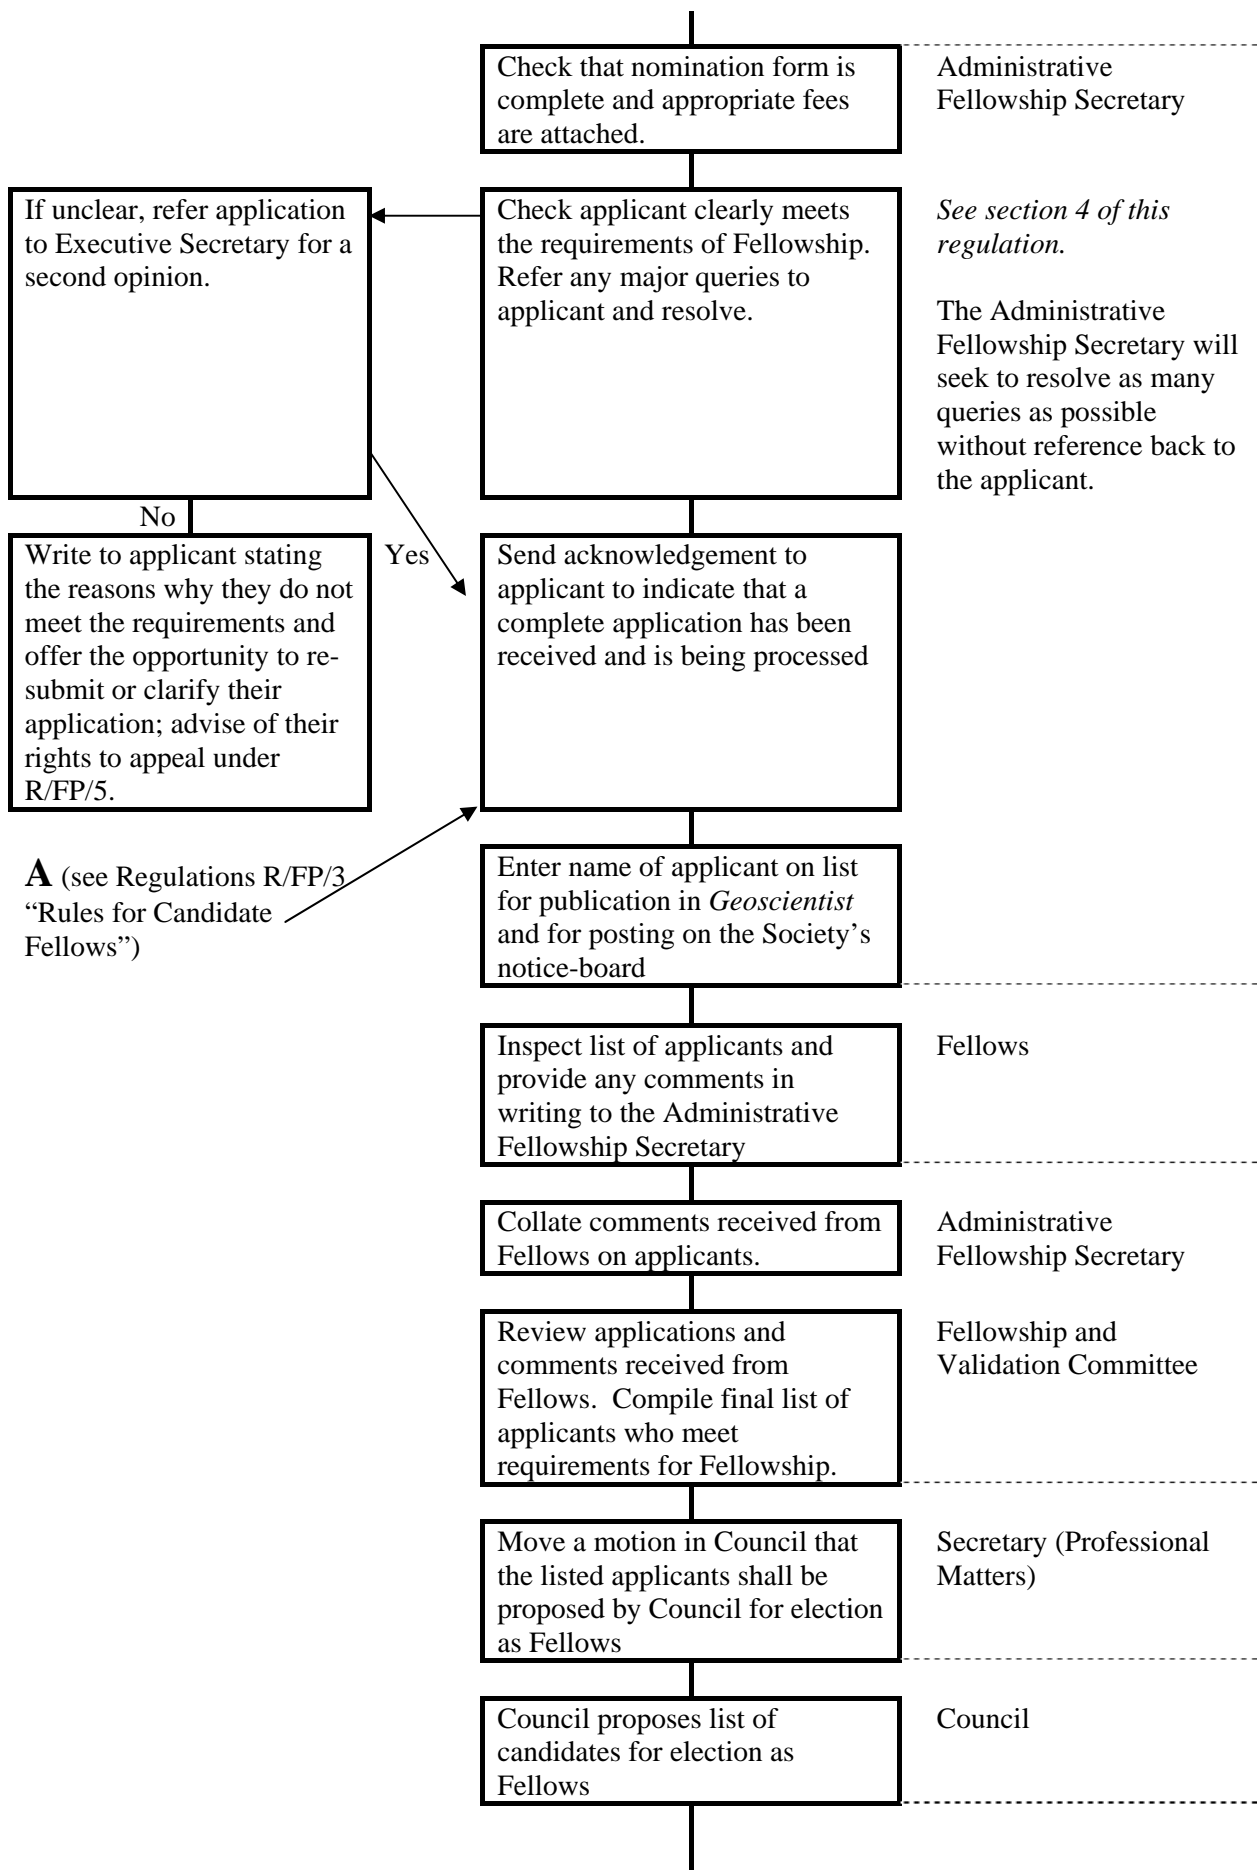 Check that nomination form is
complete and appropriate fees
are attached.
Administrative
Fellowship Secretary
If unclear, refer application
to Executive Secretary for a
second opinion.
Check applicant clearly meets
the requirements of Fellowship.
Refer any major queries to
applicant and resolve.
See section 4 of this
regulation.
The Administrative
Fellowship Secretary will
seek to resolve as many
queries as possible
without reference back to
the applicant.
No
Write to applicant stating
the reasons why they do not
meet the requirements and
offer the opportunity to re-
submit or clarify their
application; advise of their
rights to appeal under
R/FP/5.
Yes
Send acknowledgement to
applicant to indicate that a
complete application has been
received and is being processed
A (see Regulations R/FP/3
“Rules for Candidate
Fellows”)
Enter name of applicant on list
for publication in Geoscientist
and for posting on the Society’s
notice-board
Inspect list of applicants and
provide any comments in
writing to the Administrative
Fellowship Secretary
Fellows
Collate comments received from
Fellows on applicants.
Administrative
Fellowship Secretary
Review applications and
comments received from
Fellows.  Compile final list of
applicants who meet
requirements for Fellowship.
Fellowship and
Validation Committee
Move a motion in Council that
the listed applicants shall be
proposed by Council for election
as Fellows
Secretary (Professional
Matters)
Council proposes list of
candidates for election as
Fellows
Council